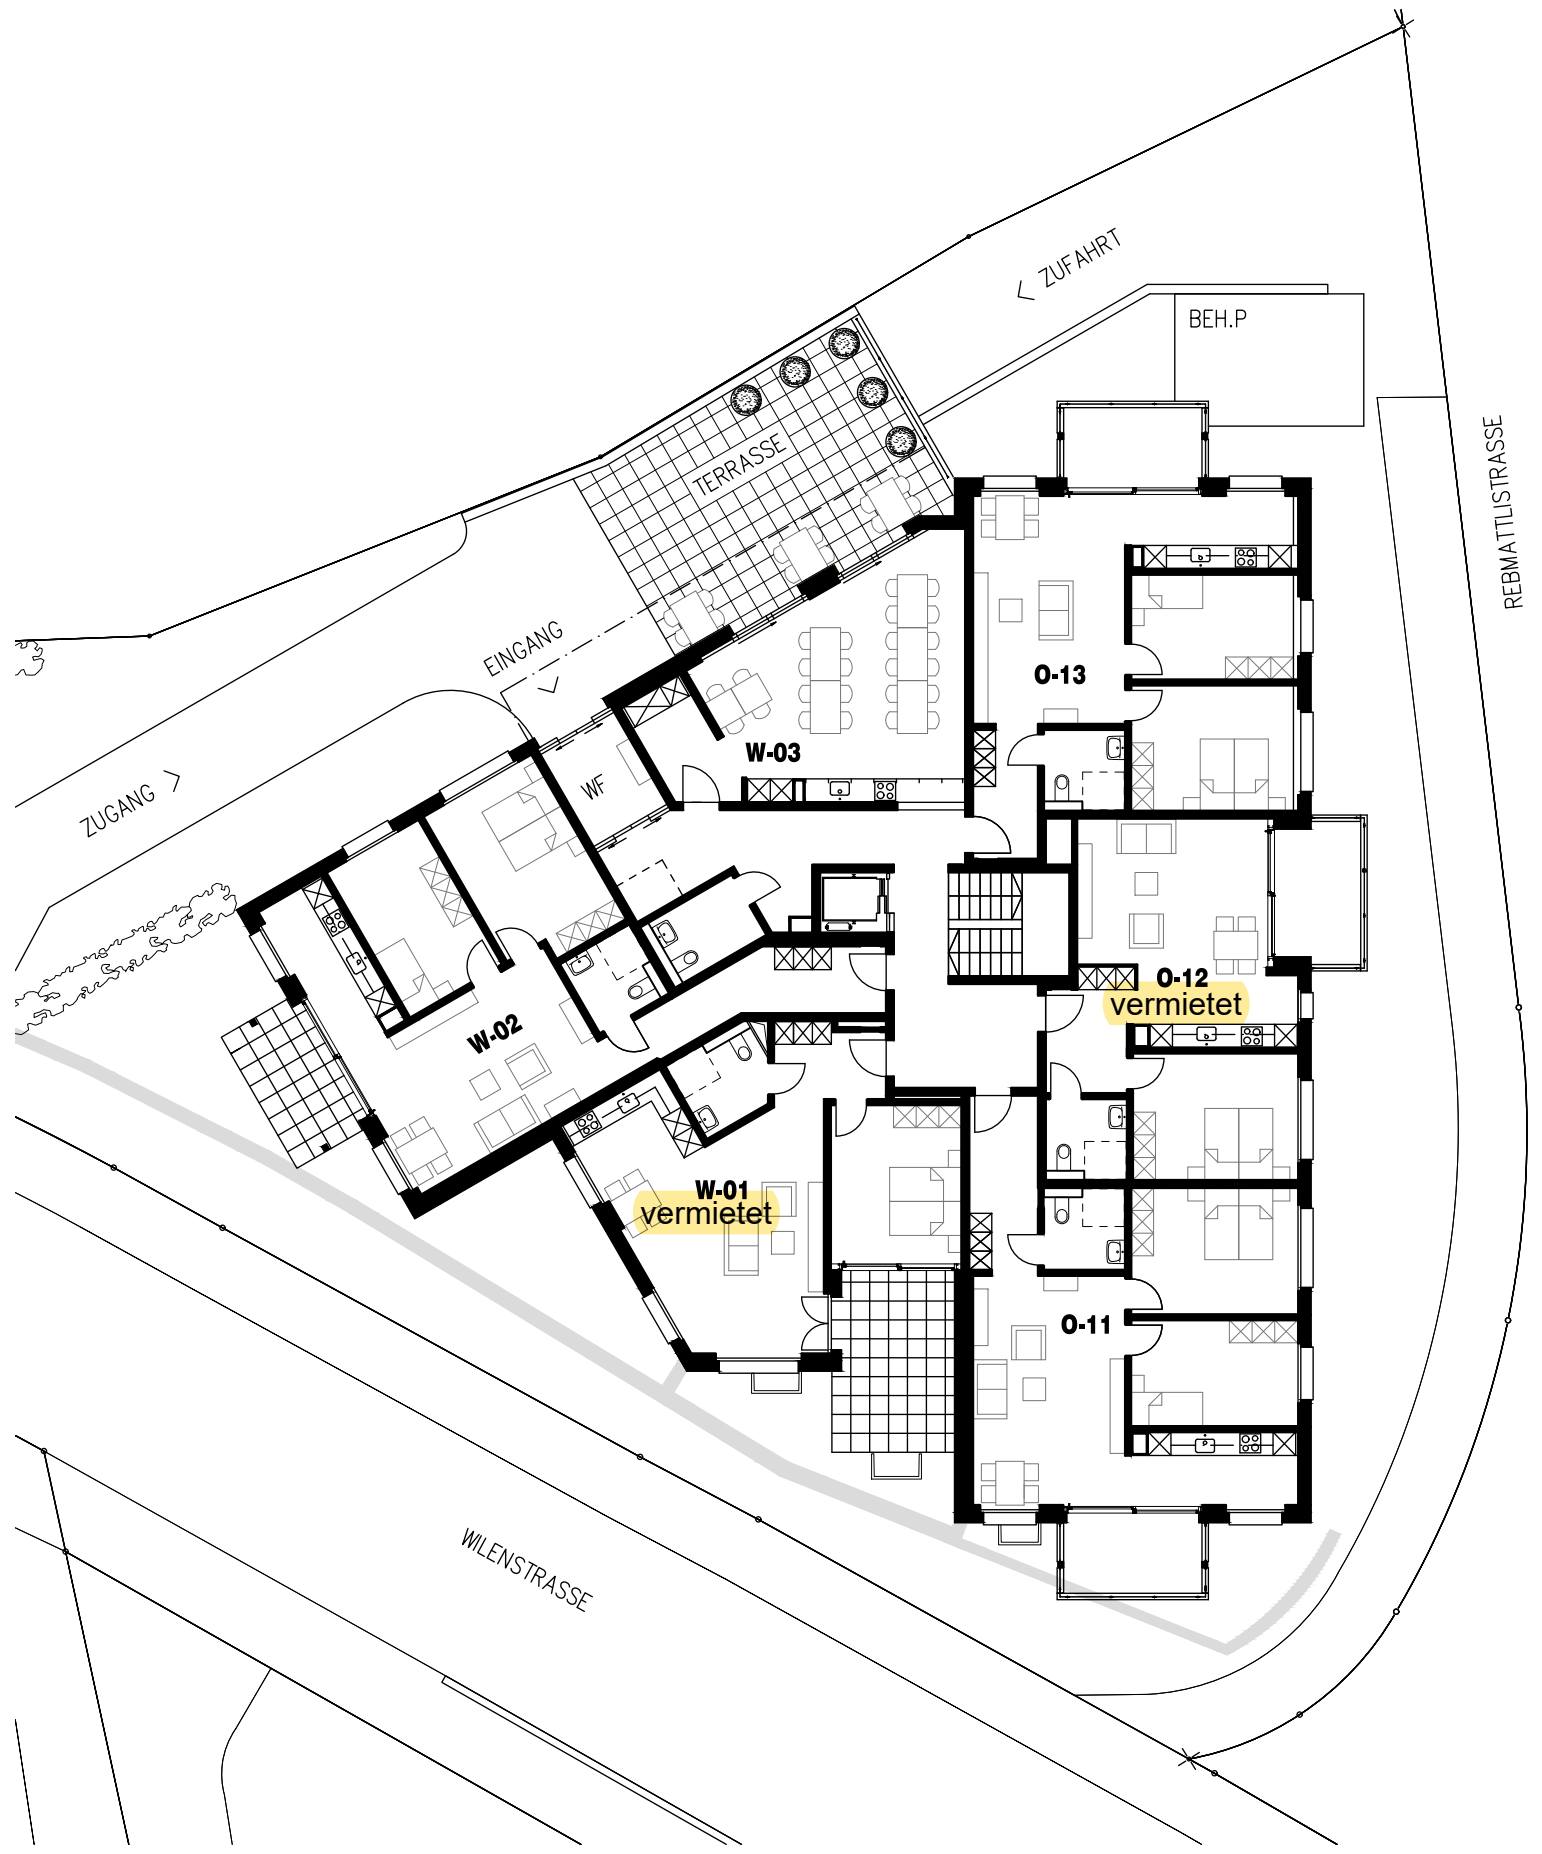 ZUFAHRT
BEH.P
TERRASSE
REBMATTLISTRASSE
EINGANG
O-13
W-03
WF
ZUGANG
O-12
vermietet
W-02
W-01
vermietet
O-11
WILENSTRASSE